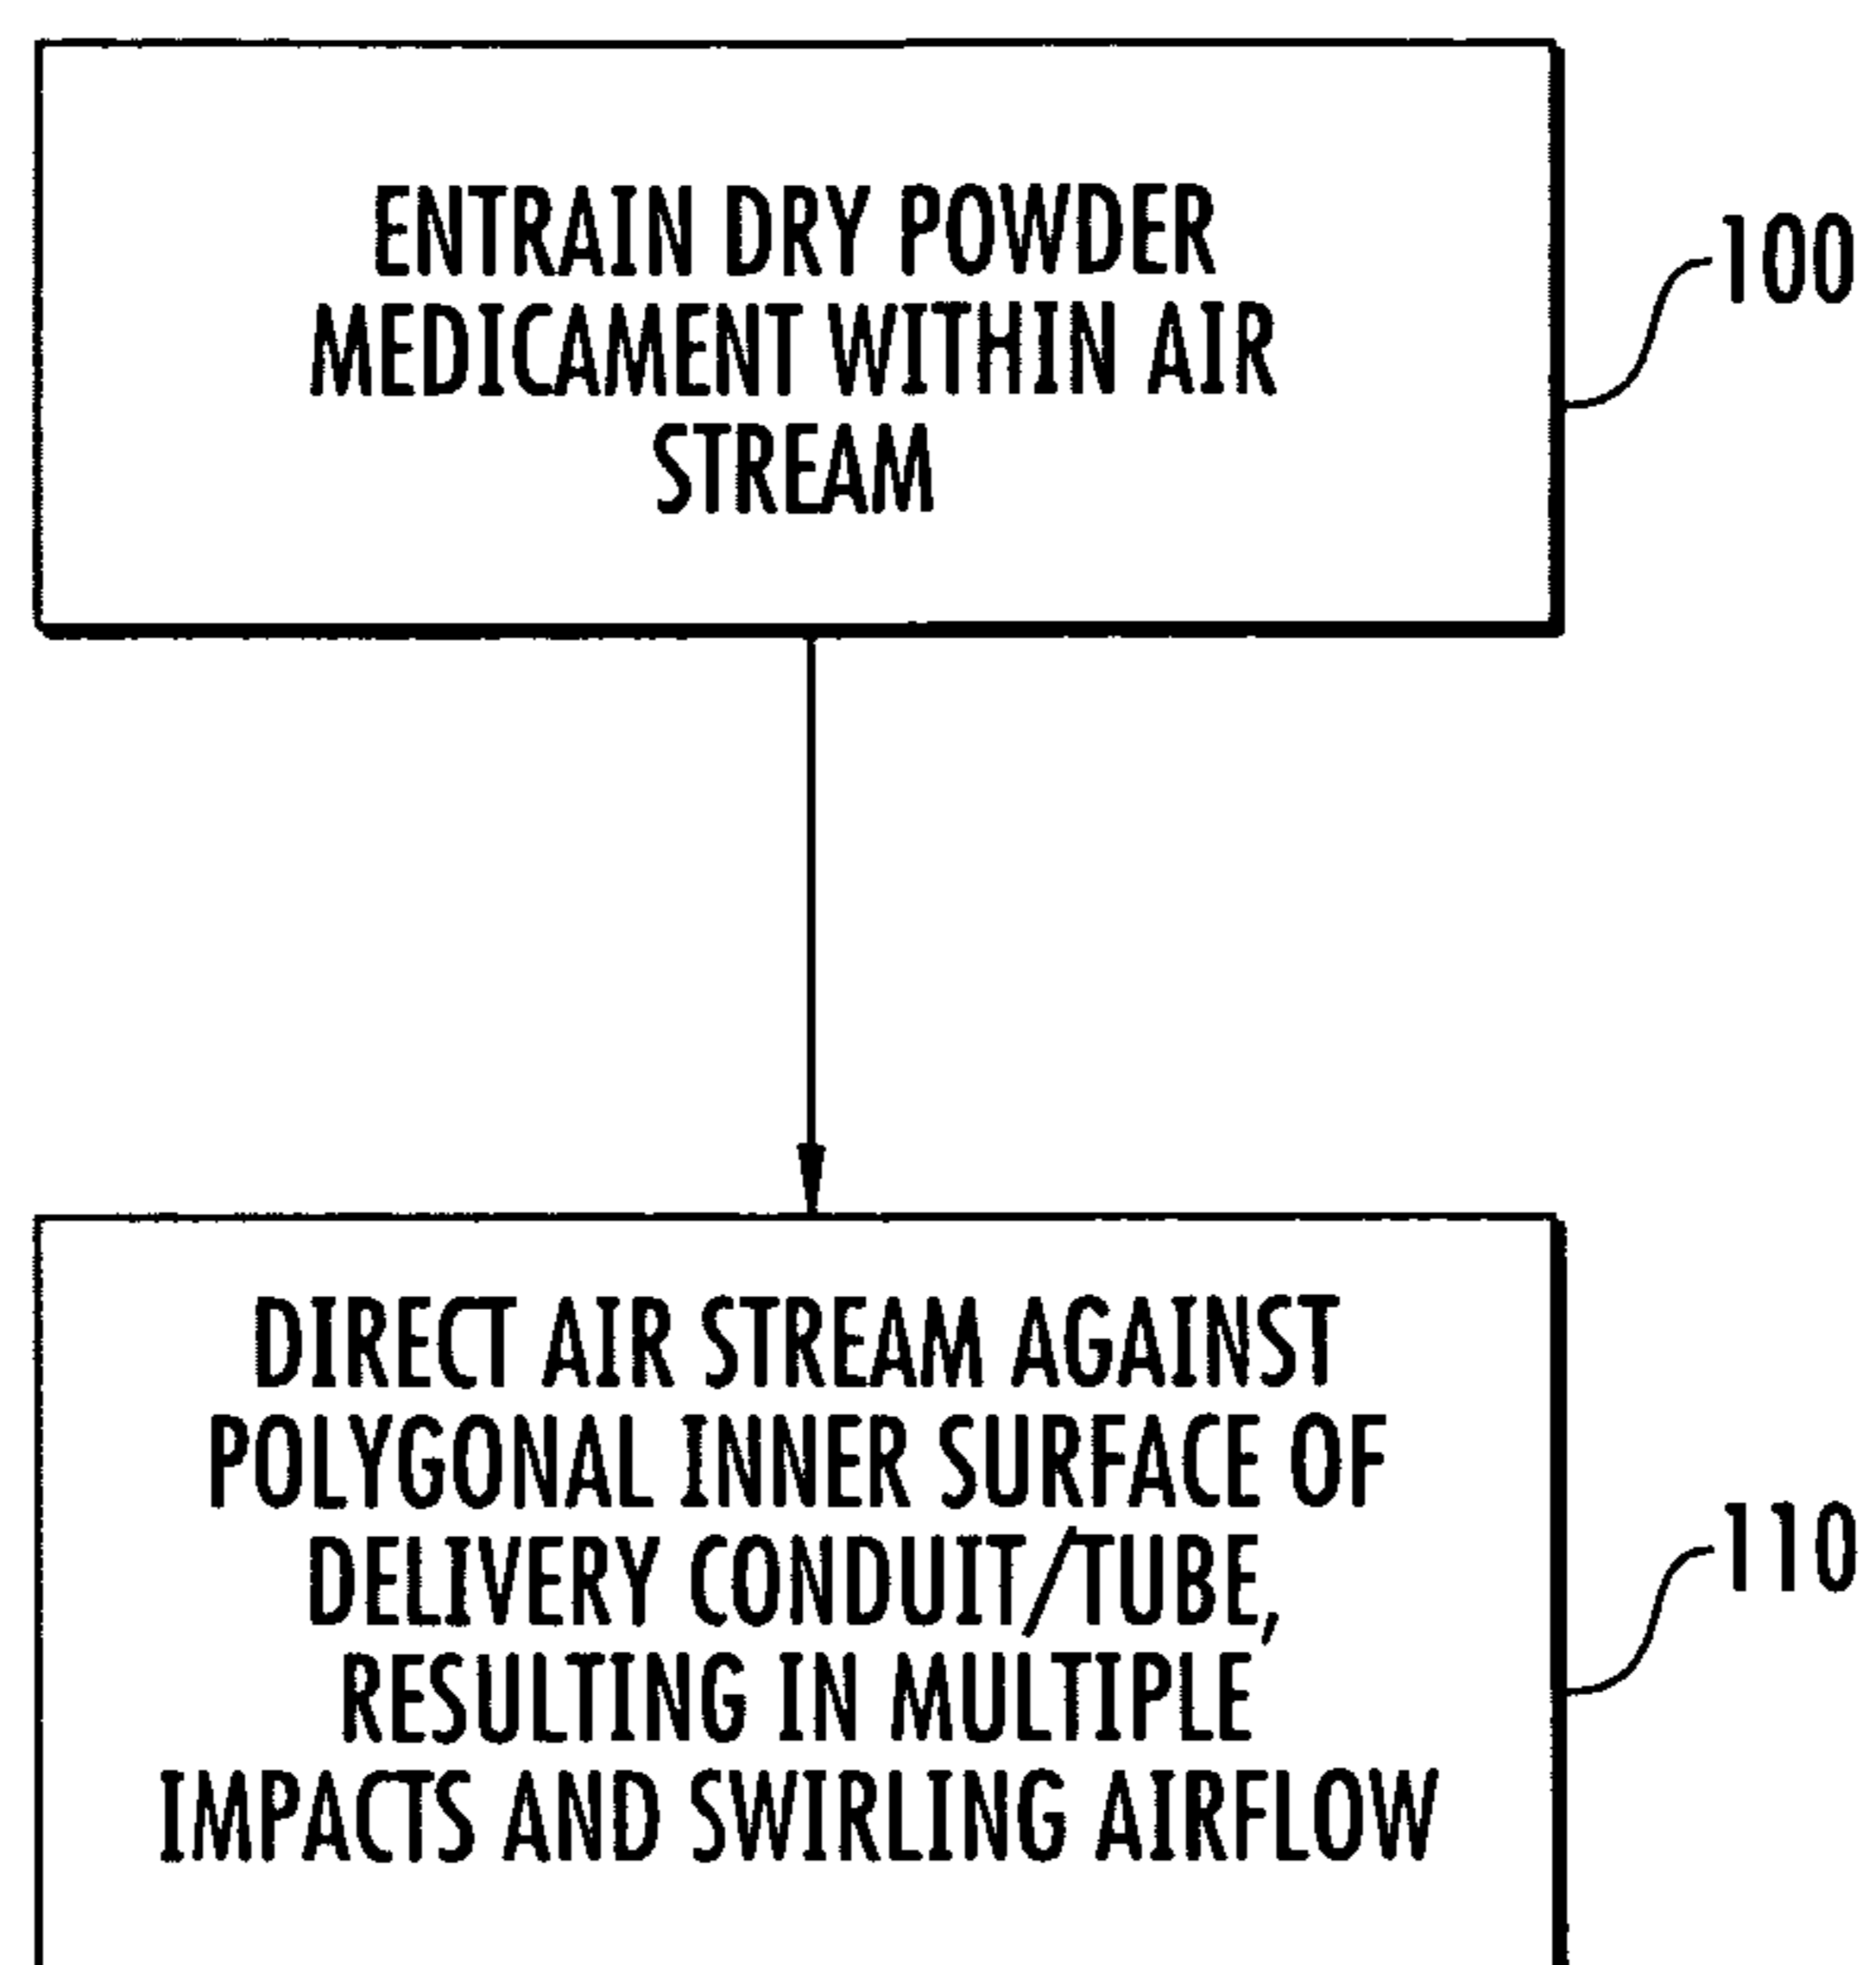 ENTRAIN DRY POWDER
MEDICAMENT WITHIN AIR
STREAM
100
DIRECT AIR STREAM AGAINST
POLYGONAL INNER SURFACE OF
DELIVERY CONDUIT/TUBE,
RESULTING IN MULTIPLE
IMPACTS AND SWIRLING AIRFLOW
110